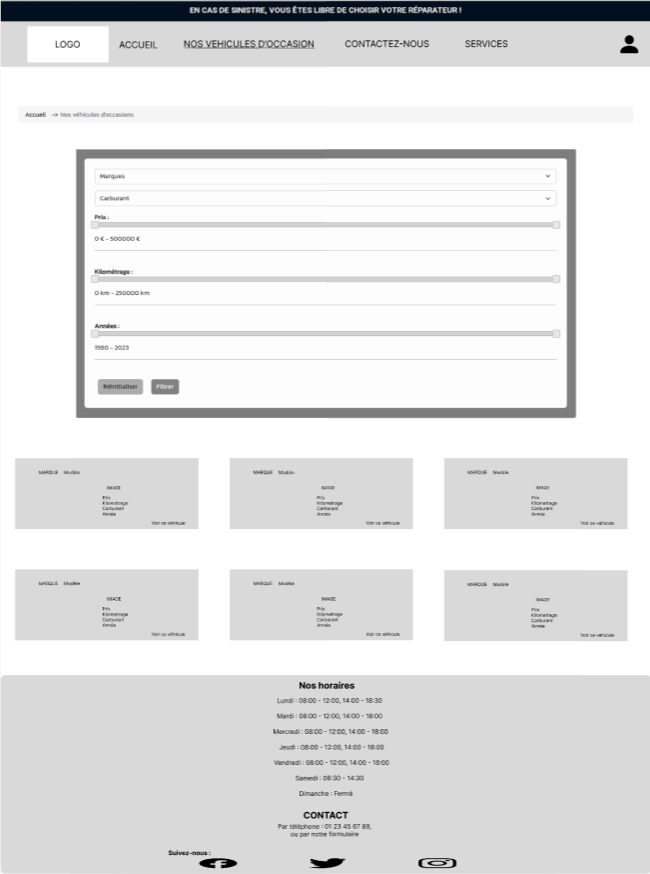 EN CAS DE SINISTRE, VOUS ÊTES LIBRE DE CHOISIR VOTRE RÉPARATEUR !
LOGO ACCUEIL NOS VEHICULES D'OCCASION CONTACTEZ-NOUS SERVICES
Accueil -> Nos véhicules d'occasions
Marques
Carburant
Prix :
0 € - 500000 €
Kilométrage :
0 km - 250000 km
Années :
1980 - 2023
Réinitialiser Filtrer
MARQUE Modèle
IMAGE
Prix
Kilometrage
Carburant
Année
Voir ce véhicule
MARQUE Modèle
IMAGE
Prix
Kilometrage
Carburant
Année
Voir ce véhicule
MARQUE Modèle
IMAGE
Prix
Kilometrage
Carburant
Année
Voir ce véhicule
MARQUE Modèle
IMAGE
Prix
Kilometrage
Carburant
Année
Voir ce véhicule
MARQUE Modèle
IMAGE
Prix
Kilometrage
Carburant
Année
Voir ce véhicule
MARQUE Modèle
IMAGE
Prix
Kilometrage
Carburant
Année
Voir ce véhicule
Nos horaires
Lundi : 08:00 - 12:00, 14:00 - 18:30
Mardi : 08:00 - 12:00, 14:00 - 18:00
Mercredi : 08:00 - 12:00, 14:00 - 18:00
Jeudi : 08:00 - 12:00, 14:00 - 18:00
Vendredi : 08:00 - 12:00, 14:00 - 18:00
Samedi : 08:30 - 14:30
Dimanche : Fermé
CONTACT
Par téléphone : 01 23 45 67 89,
ou par notre formulaire
Suivez-nous :